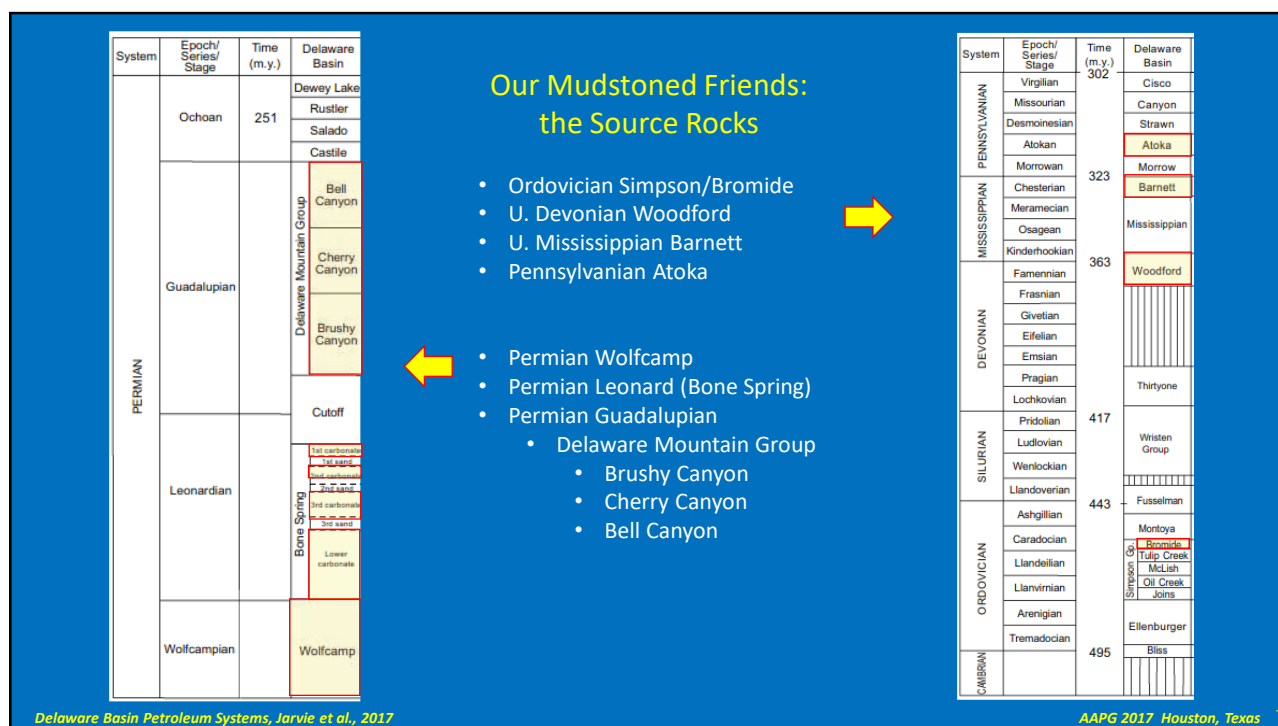 System
Epoch/
Series/
Stage
Time
(m.y.)
Delaware
Basin
PERMIAN
Ochoan
251
Dewey Lake
Rustler
Salado
Castile
Guadalupian
Delaware Mountain Group
Bell
Canyon
Cherry
Canyon
Brushy
Canyon
Cutoff
Leonardian
Bone Spring
1st carbonate
1st sand
2nd carbonate
2nd sand
3rd carbonate
3rd sand
Lower
carbonate
Wolfcampian
Wolfcamp
Our Mudstoned Friends:
the Source Rocks
• Ordovician Simpson/Bromide
• U. Devonian Woodford
• U. Mississippian Barnett
• Pennsylvanian Atoka
• Permian Wolfcamp
• Permian Leonard (Bone Spring)
• Permian Guadalupian
• Delaware Mountain Group
• Brushy Canyon
• Cherry Canyon
• Bell Canyon
System
Epoch/
Series/
Stage
Time
(m.y.)
Delaware
Basin
302
PENNSYLVANIAN
Virgilian
Cisco
Missourian
Canyon
Desmoinesian
Strawn
Atokan
Atoka
Morrowan
Morrow
323
MISSISSIPPIAN
Chesterian
Barnett
Meramecian
Mississippian
Osagean
Kinderhookian
363
DEVONIAN
Famennian
Woodford
Frasnian
Givetian
Eifelian
Emsian
Pragian
Thirtyone
Lochkovian
417
SILURIAN
Pridolian
Ludlovian
Wristen
Group
Wenlockian
Llandoverian
Fusselman
443
ORDOVICIAN
Ashgillian
Montoya
Caradocian
Simpson Gp.
Bromide
Tulip Creek
Llandeilian
McLish
Oil Creek
Llanvirnian
Joins
Arenigian
Ellenburger
Tremadocian
495
Bliss
CAMBRIAN
Delaware Basin Petroleum Systems, Jarvie et al., 2017
AAPG 2017 Houston, Texas